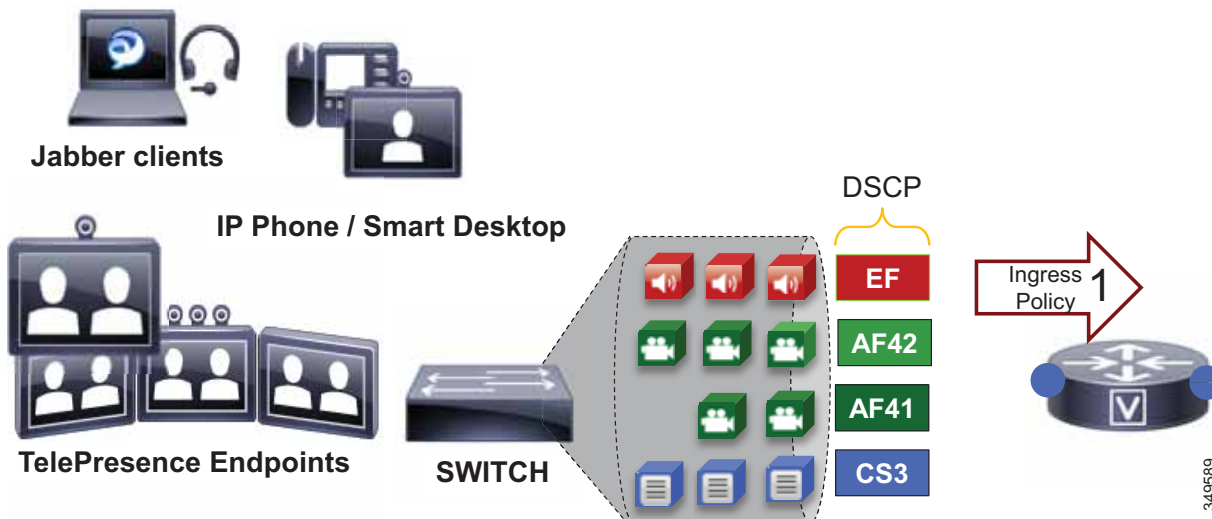 Jabber clients
IP Phone / Smart Desktop
DSCP
EF
Ingress
Policy
1
AF42
AF41
V
TelePresence Endpoints
SWITCH
CS3
349589